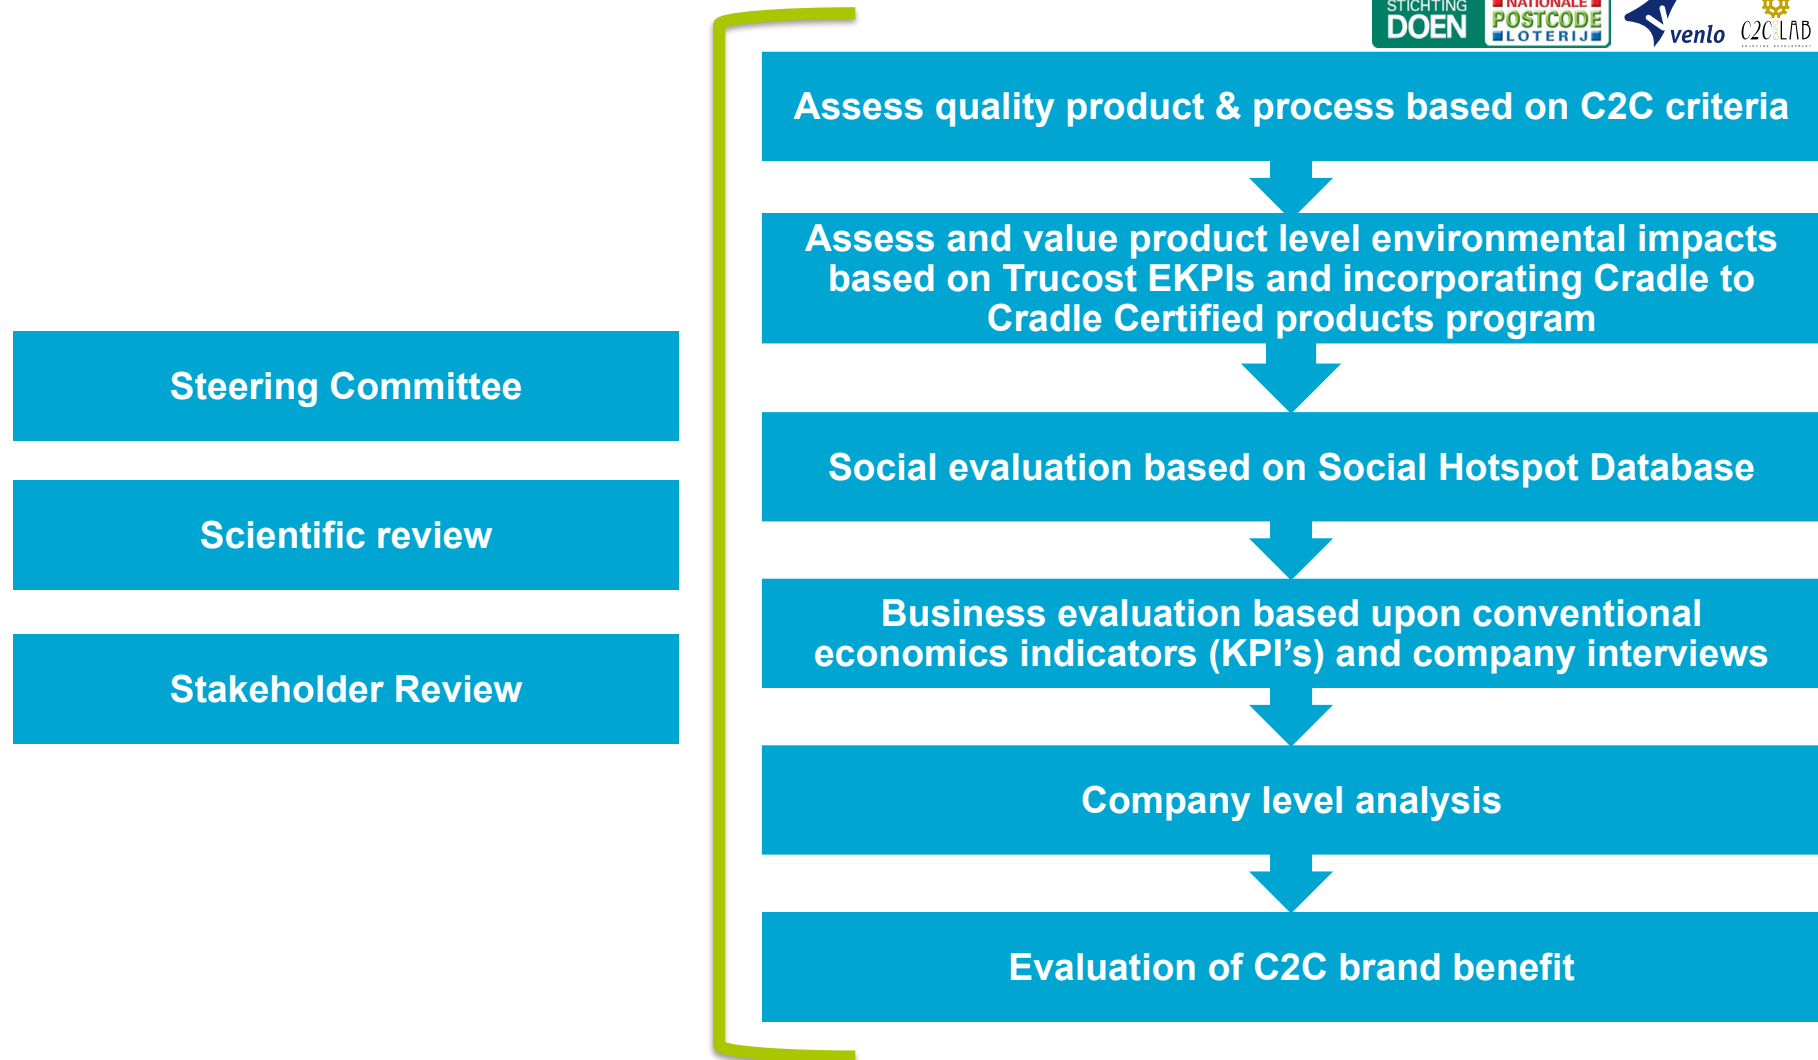 STICHTING
DOEN
NATIONALE
POSTCODE
LOTERIJ
venlo
C2C LAB
Assess quality product & process based on C2C criteria
Assess and value product level environmental impacts
based on Trucost EKPIs and incorporating Cradle to
Cradle Certified products program
Steering Committee
Social evaluation based on Social Hotspot Database
Scientific review
Business evaluation based upon conventional
economics indicators (KPI’s) and company interviews
Stakeholder Review
Company level analysis
Evaluation of C2C brand benefit